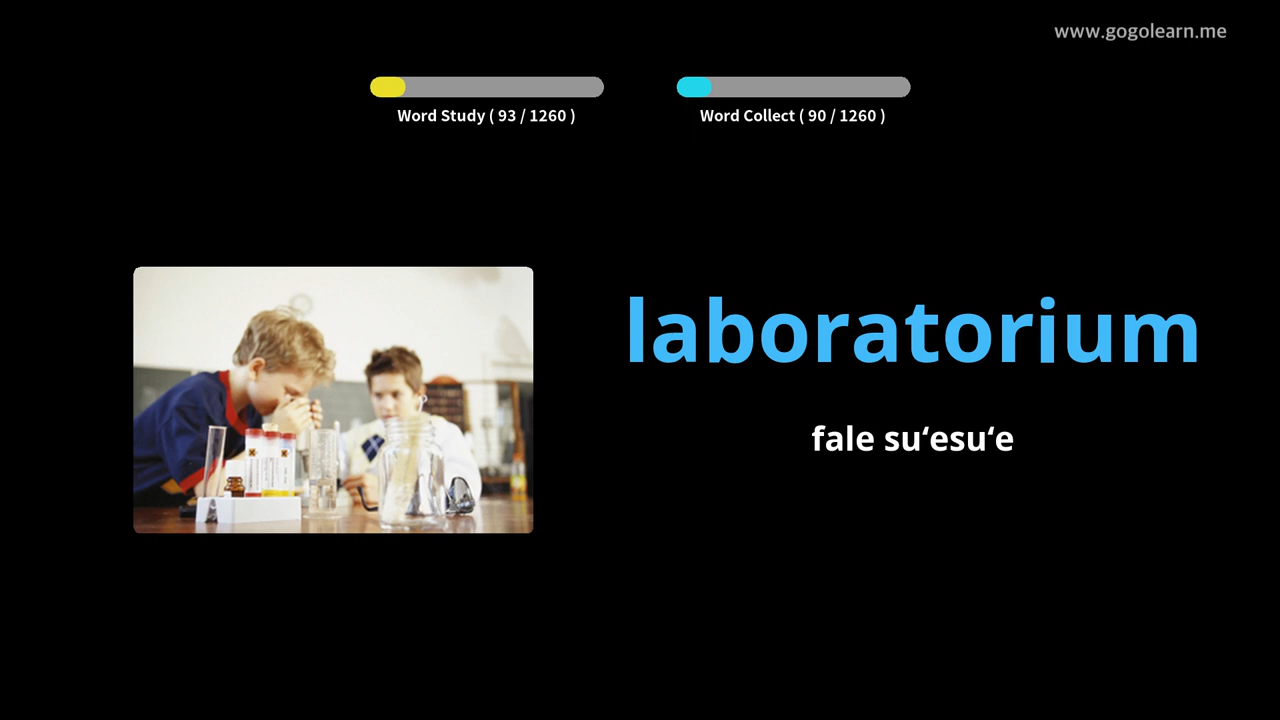 www.gogolearn.me
Word Study ( 93 / 1260 )
Word Collect ( 90 / 1260 )
laboratorium
fale su‘esu‘e